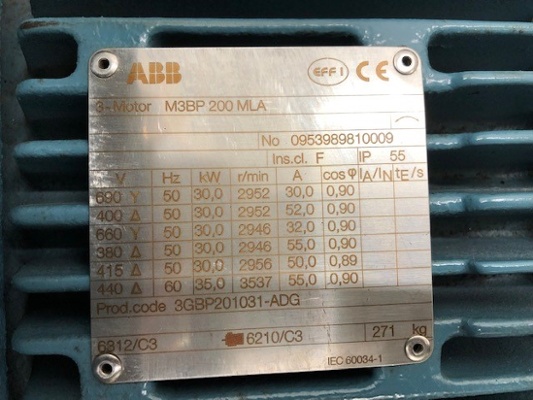 ABB EFF 1 CE
3~Motor M3BP 200 MLA
No 0953989810009
Ins.cl. F IP 55
V Hz kW r/min A cos φ IA/IN tE/s
690 Y 50 30,0 2952 30,0 0,90
400 Δ 50 30,0 2952 52,0 0,90
660 Y 50 30,0 2946 32,0 0,90
380 Δ 50 30,0 2946 55,0 0,90
415 Δ 50 30,0 2956 50,0 0,89
440 Δ 60 35,0 3537 55,0 0,90
Prod.code 3GBP201031-ADG
6312/C3 6210/C3 271 kg
IEC 60034-1